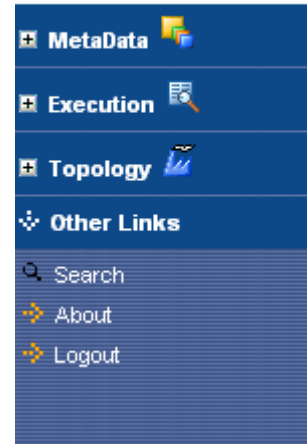 MetaData
Execution
Topology
Other Links
Search
About
Logout